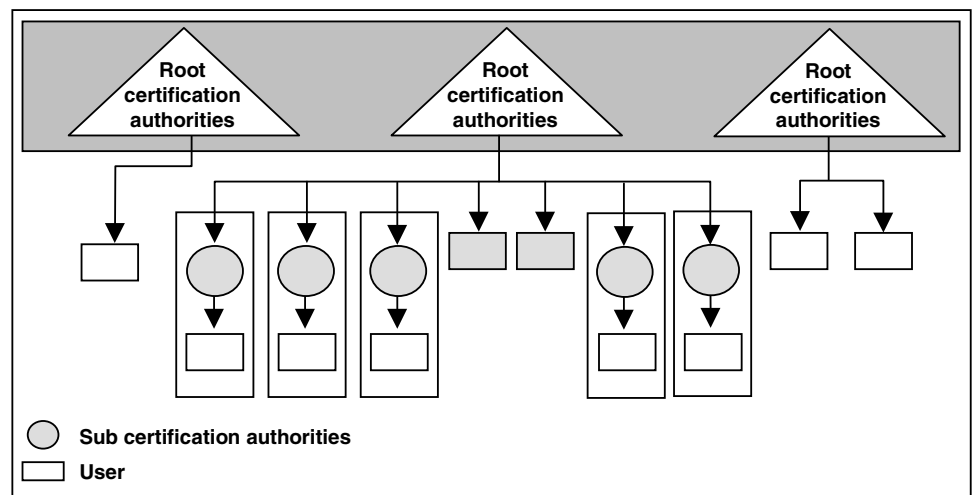 Root
certification
authorities
Root
certification
authorities
Root
certification
authorities
Sub certification authorities
User